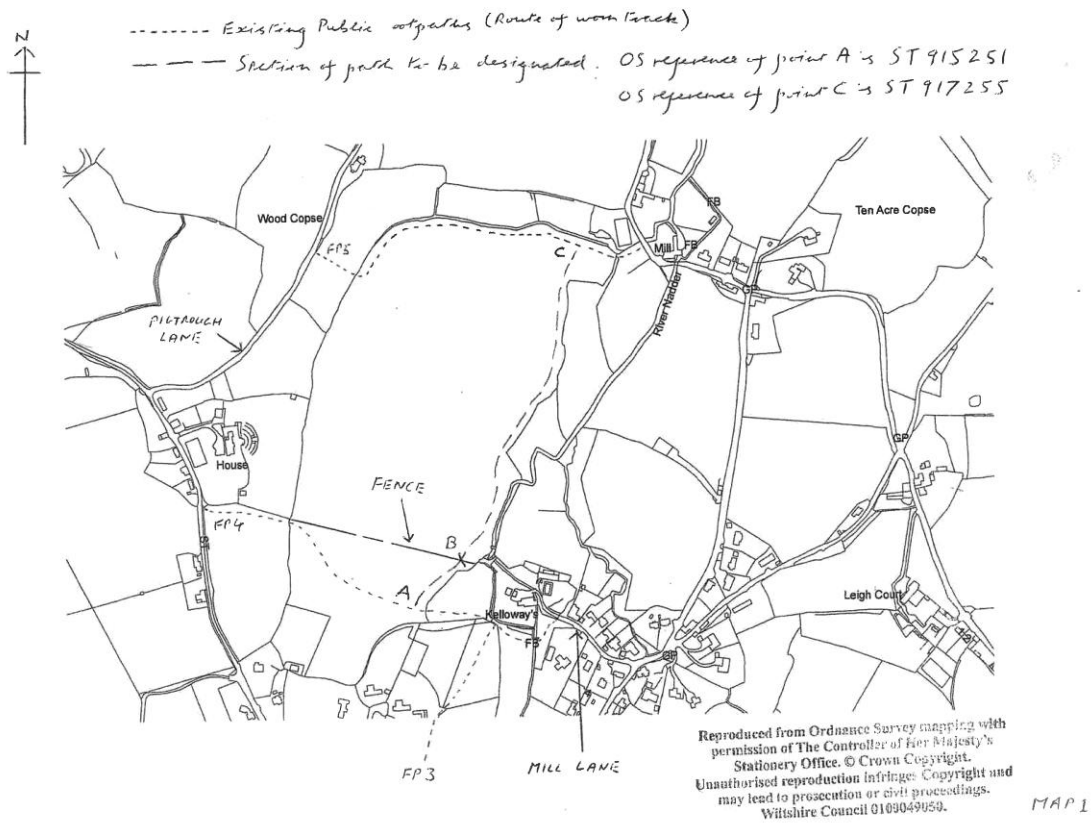 N
Existing Public ootpaths (Route of worn track)
Section of path to be designated. OS reference of point A is ST 915251
OS reference of point C is ST 917255
Wood Copse
FB
Ten Acre Copse
FP5
C
Mill
FB
GP
River Nadder
PIGTROUGH
LANE
GP
House
FENCE
FP4
B
A
Kelloway's
Leigh Court
FB
GP
FP3
MILL LANE
Reproduced from Ordnance Survey mapping with
permission of The Controller of Her Majesty's
Stationery Office. © Crown Copyright.
Unauthorised reproduction infringes Copyright and
may lead to prosecution or civil proceedings.
Wiltshire Council 0100049050.
MAP 1